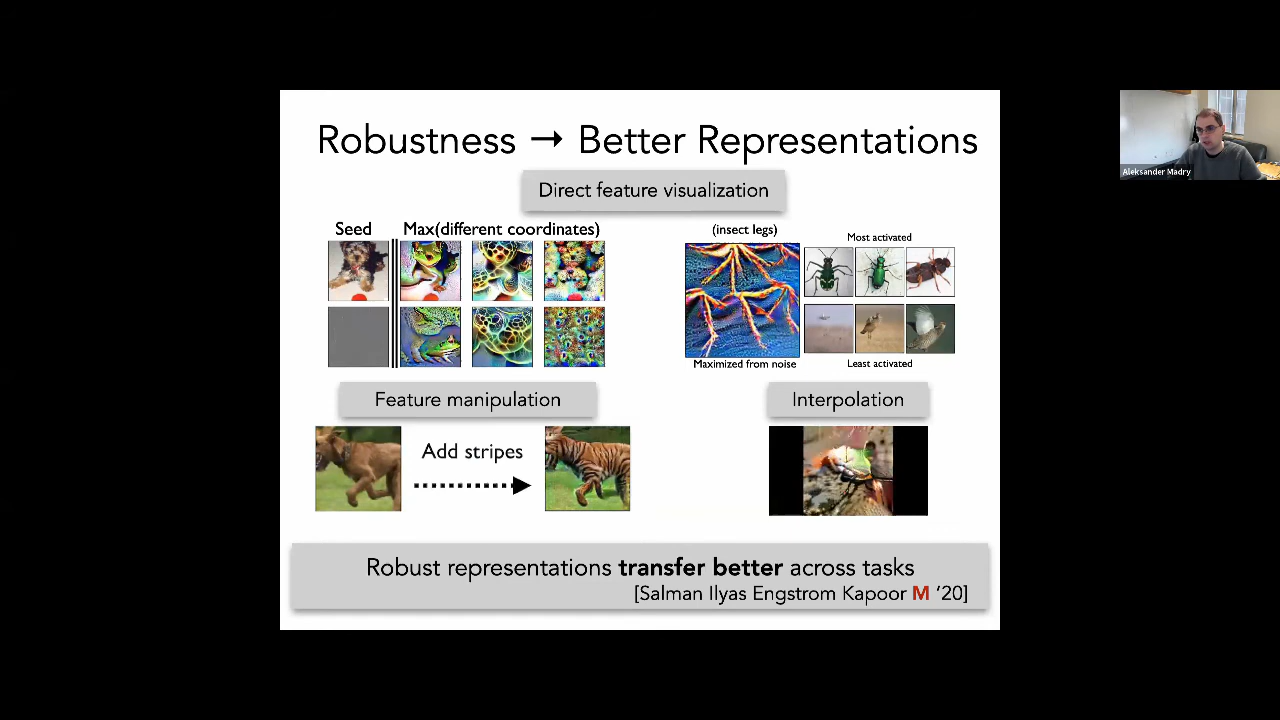 Robustness → Better Representations
Direct feature visualization
Seed
Max(different coordinates)
(insect legs)
Most activated
Maximized from noise
Least activated
Feature manipulation
Interpolation
Add stripes
Robust representations transfer better across tasks
[Salman Ilyas Engstrom Kapoor M '20]
Aleksander Madry